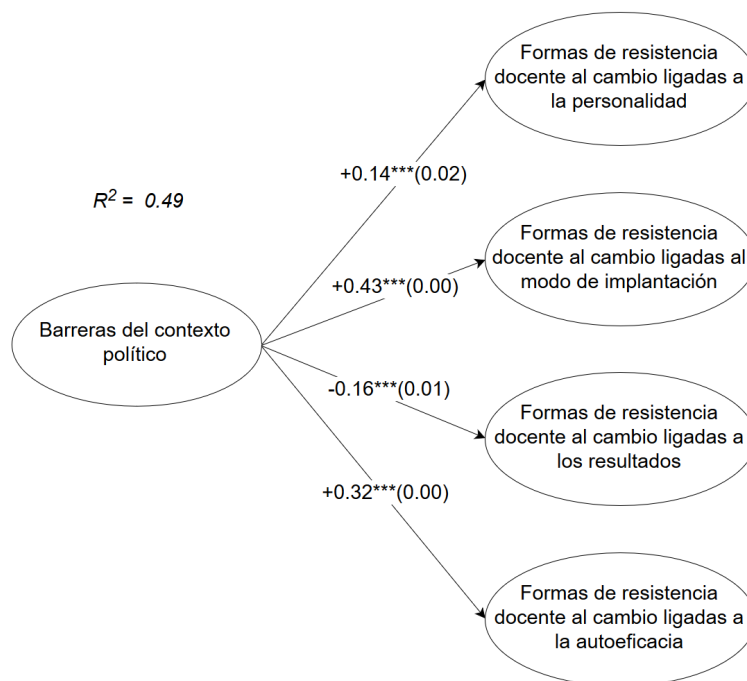 Formas de resistencia
docente al cambio ligadas a
la personalidad
+0.14***(0.02)
R² = 0.49
Formas de resistencia
docente al cambio ligadas al
modo de implantación
+0.43***(0.00)
Barreras del contexto
político
-0.16***(0.01)
Formas de resistencia
docente al cambio ligadas a
los resultados
+0.32***(0.00)
Formas de resistencia
docente al cambio ligadas a
la autoeficacia